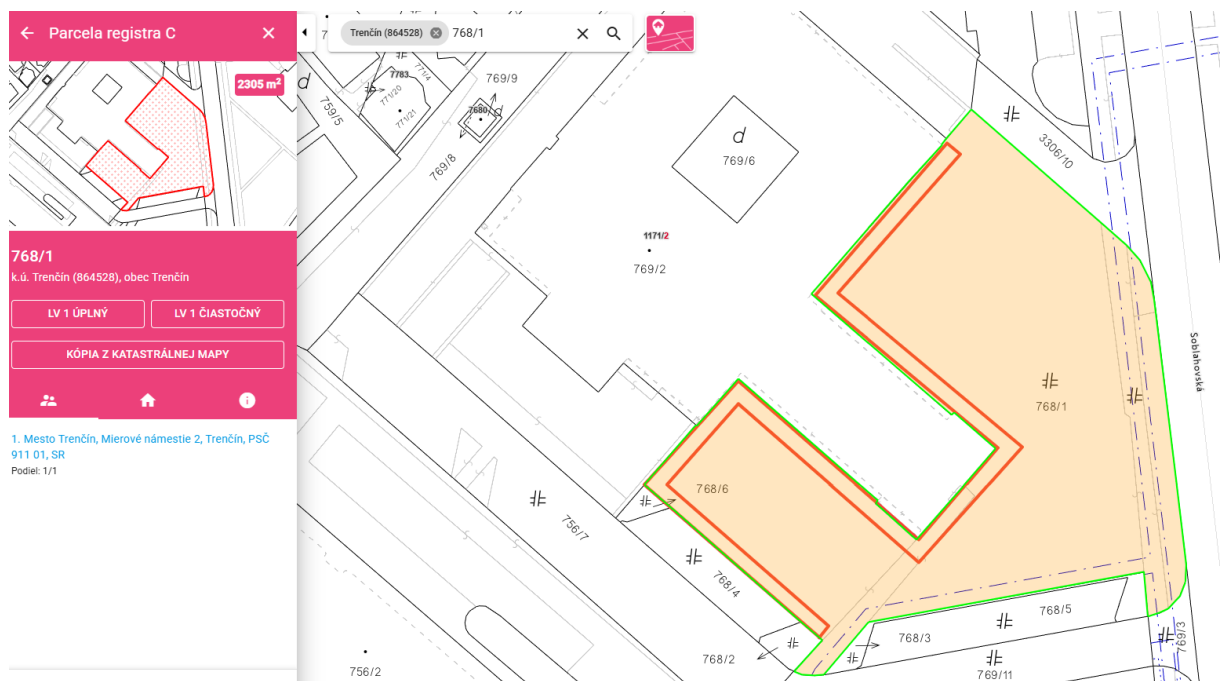 Parcela registra C
2305 m²
768/1
k.ú. Trenčín (864528), obec Trenčín
LV 1 ÚPLNÝ
LV 1 ČIASTOČNÝ
KÓPIA Z KATASTRÁLNEJ MAPY
1. Mesto Trenčín, Mierové námestie 2, Trenčín, PSČ
911 01, SR
Podiel: 1/1
Trenčín (864528)
768/1
d
759/5
7783
771/4
771/20
771/21
769/9
7680
769/8
d
769/6
1171/2
769/2
3306/10
Soblahovská
768/1
768/6
756/7
768/4
768/5
768/3
768/2
769/11
769/3
756/2